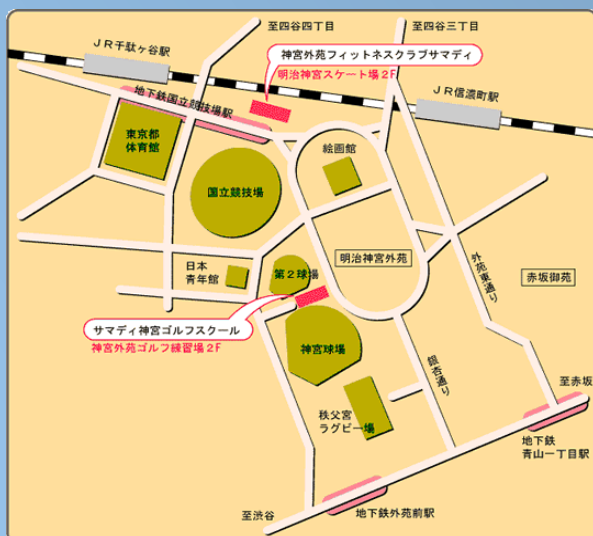 至四谷四丁目
至四谷三丁目
JR千駄ヶ谷駅
神宮外苑フィットネスクラブサマディ
明治神宮スケート場2F
JR信濃町駅
地下鉄国立競技場駅
東京都
体育館
絵画館
国立競技場
日本
青年館
第2球場
明治神宮外苑
外苑東通り
赤坂御苑
サマディ神宮ゴルフスクール
神宮外苑ゴルフ練習場2F
神宮球場
銀杏通り
至赤坂
秩父宮
ラグビー場
地下鉄
青山一丁目駅
至渋谷
地下鉄外苑前駅